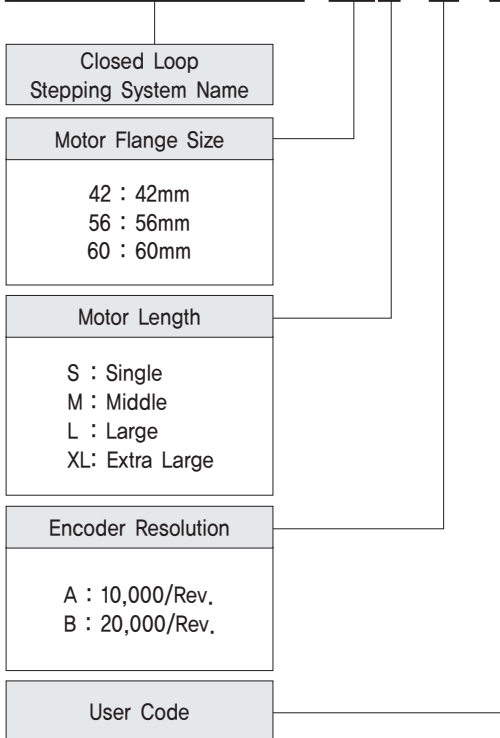 Closed Loop
Stepping System Name
Motor Flange Size
42 : 42mm
56 : 56mm
60 : 60mm
Motor Length
S : Single
M : Middle
L : Large
XL: Extra Large
Encoder Resolution
A : 10,000/Rev.
B : 20,000/Rev.
User Code